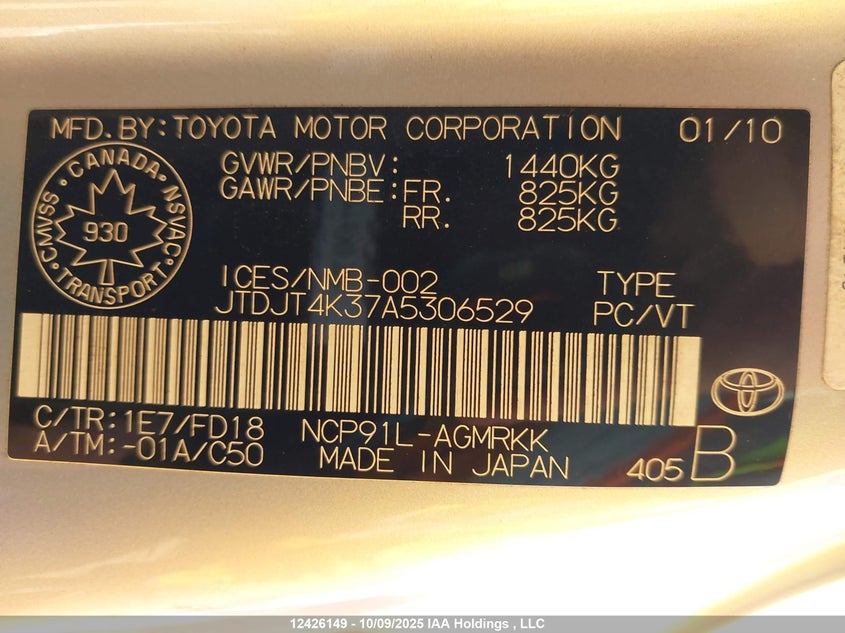 MFD. BY: TOYOTA MOTOR CORPORATION 01/10
GVWR/PNBV: 1440KG
GAWR/PNBE: FR. 825KG
RR. 825KG
CMVSS · CANADA · NSVAC · TRANSPORT ·
930
ICES/NMB-002 TYPE
JTDJT4K37A5306529 PC/VT
C/TR: 1E7/FD18 NCP91L-AGMRKK
A/TM: -01A/C50 MADE IN JAPAN 405 B
12426149 - 10/09/2025 IAA Holdings , LLC